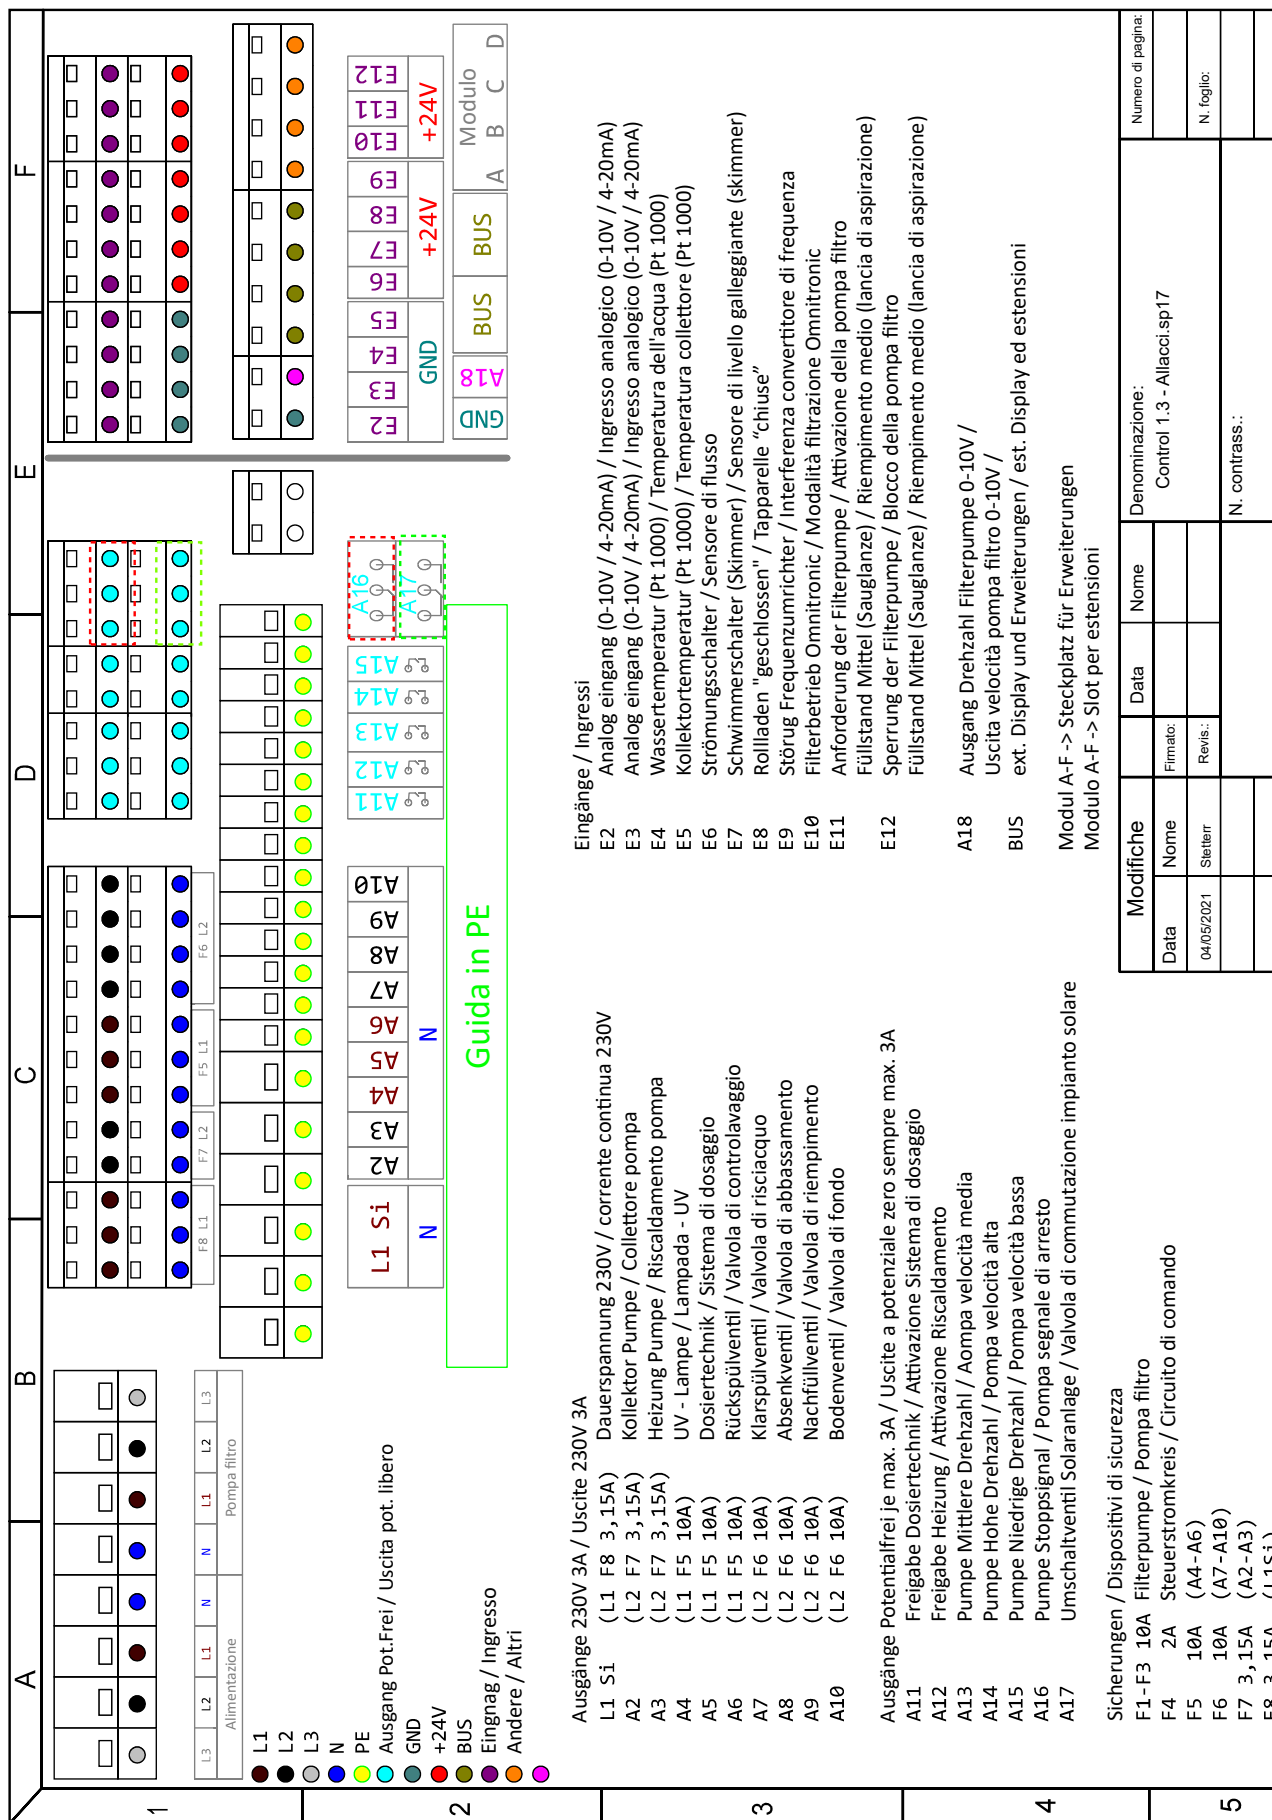 A
B
C
D
E
F
1
2
3
4
5
L3
L2
L1
N
N
L1
L2
L3
Alimentazione
Pompa filtro
F8 L1
F7 L2
F5 L1
F6 L2
L1 Si
A2
A3
A4
A5
A6
A7
A8
A9
A10
N
N
A11
A12
A13
A14
A15
A16
A17
Guida in PE
E2
E3
E4
E5
E6
E7
E8
E9
E10
E11
E12
GND
+24V
+24V
GND
A18
BUS
BUS
Modulo
A B C D
L1
L2
L3
N
PE
Ausgang Pot.Frei / Uscita pot. libero
GND
+24V
BUS
Eingnag / Ingresso
Andere / Altri
Ausgänge 230V 3A / Uscite 230V 3A
L1 Si (L1 F8 3,15A) Dauerspannung 230V / corrente continua 230V
A2 (L2 F7 3,15A) Kollektor Pumpe / Collettore pompa
A3 (L2 F7 3,15A) Heizung Pumpe / Riscaldamento pompa
A4 (L1 F5 10A) UV - Lampe / Lampada - UV
A5 (L1 F5 10A) Dosiertechnik / Sistema di dosaggio
A6 (L1 F5 10A) Rückspülventil / Valvola di controlavaggio
A7 (L2 F6 10A) Klarspülventil / Valvola di risciacquo
A8 (L2 F6 10A) Absenkventil / Valvola di abbassamento
A9 (L2 F6 10A) Nachfüllventil / Valvola di riempimento
A10 (L2 F6 10A) Bodenventil / Valvola di fondo
Ausgänge Potentialfrei je max. 3A / Uscite a potenziale zero sempre max. 3A
A11 Freigabe Dosiertechnik / Attivazione Sistema di dosaggio
A12 Freigabe Heizung / Attivazione Riscaldamento
A13 Pumpe Mittlere Drehzahl / Aompa velocità media
A14 Pumpe Hohe Drehzahl / Pompa velocità alta
A15 Pumpe Niedrige Drehzahl / Pompa velocità bassa
A16 Pumpe Stoppsignal / Pompa segnale di arresto
A17 Umschaltventil Solaranlage / Valvola di commutazione impianto solare
Sicherungen / Dispositivi di sicurezza
F1-F3 10A Filterpumpe / Pompa filtro
F4 2A Steuerstromkreis / Circuito di comando
F5 10A (A4-A6)
F6 10A (A7-A10)
F7 3,15A (A2-A3)
F8 3,15A (L1Si)
Eingänge / Ingressi
E2 Analog eingang (0-10V / 4-20mA) / Ingresso analogico (0-10V / 4-20mA)
E3 Analog eingang (0-10V / 4-20mA) / Ingresso analogico (0-10V / 4-20mA)
E4 Wassertemperatur (Pt 1000) / Temperatura dell'acqua (Pt 1000)
E5 Kollektortemperatur (Pt 1000) / Temperatura collettore (Pt 1000)
E6 Strömungsschalter / Sensore di flusso
E7 Schwimmerschalter (Skimmer) / Sensore di livello galleggiante (skimmer)
E8 Rollladen "geschlossen" / Tapparelle “chiuse”
E9 Störug Frequenzumrichter / Interferenza convertitore di frequenza
E10 Filterbetrieb Omnitronic / Modalità filtrazione Omnitronic
E11 Anforderung der Filterpumpe / Attivazione della pompa filtro
Füllstand Mittel (Sauglanze) / Riempimento medio (lancia di aspirazione)
E12 Sperrung der Filterpumpe / Blocco della pompa filtro
Füllstand Mittel (Sauglanze) / Riempimento medio (lancia di aspirazione)
A18 Ausgang Drehzahl Filterpumpe 0-10V /
Uscita velocità pompa filtro 0-10V /
BUS ext. Display und Erweiterungen / est. Display ed estensioni
Modul A-F -> Steckplatz für Erweiterungen
Modulo A-F -> Slot per estensioni
Modifiche
Data
Nome
04/05/2021
Stetterr
Firmato:
Revis.:
Data
Nome
Denominazione:
Control 1.3 - Allacci.sp17
N. contrass.:
Numero di pagina:
N. foglio: